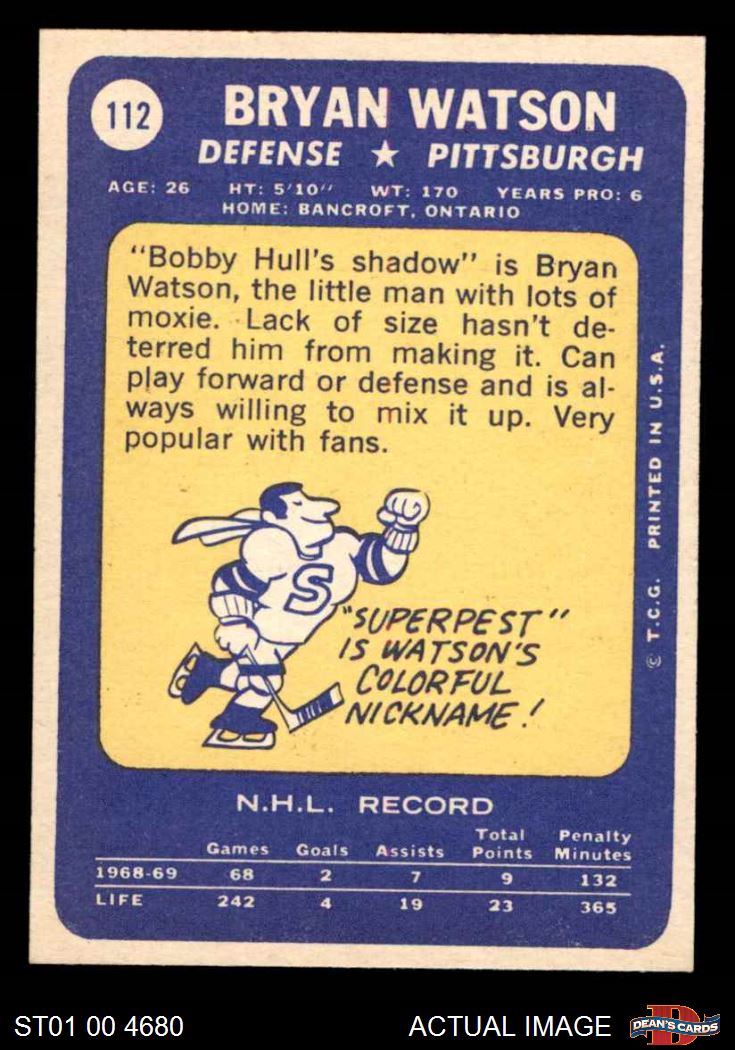 112
BRYAN WATSON
DEFENSE ★ PITTSBURGH
AGE: 26 HT: 5'10" WT: 170 YEARS PRO: 6
HOME: BANCROFT, ONTARIO
"Bobby Hull's shadow" is Bryan
Watson, the little man with lots of
moxie. Lack of size hasn't de-
terred him from making it. Can
play forward or defense and is al-
ways willing to mix it up. Very
popular with fans.
S
"SUPERPEST"
IS WATSON'S
COLORFUL
NICKNAME!
© T.C.G. PRINTED IN U.S.A.
N.H.L. RECORD
Games Goals Assists Total Points Penalty Minutes
1968-69 68 2 7 9 132
LIFE 242 4 19 23 365
ST01 00 4680
ACTUAL IMAGE
D
DEAN'S CARDS